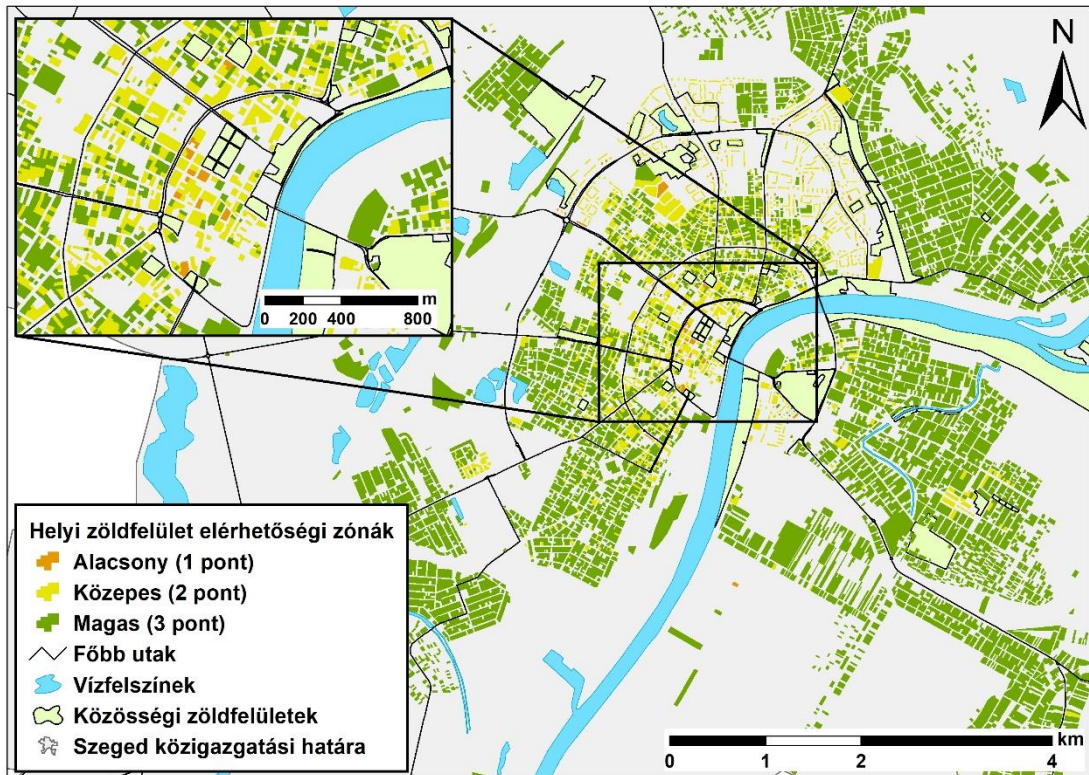 N
m
0 200 400 800
Helyi zöldfelület elérhetőségi zónák
Alacsony (1 pont)
Közepes (2 pont)
Magas (3 pont)
Főbb utak
Vízfelszínek
Közösségi zöldfelületek
Szeged közigazgatási határa
km
0 1 2 4